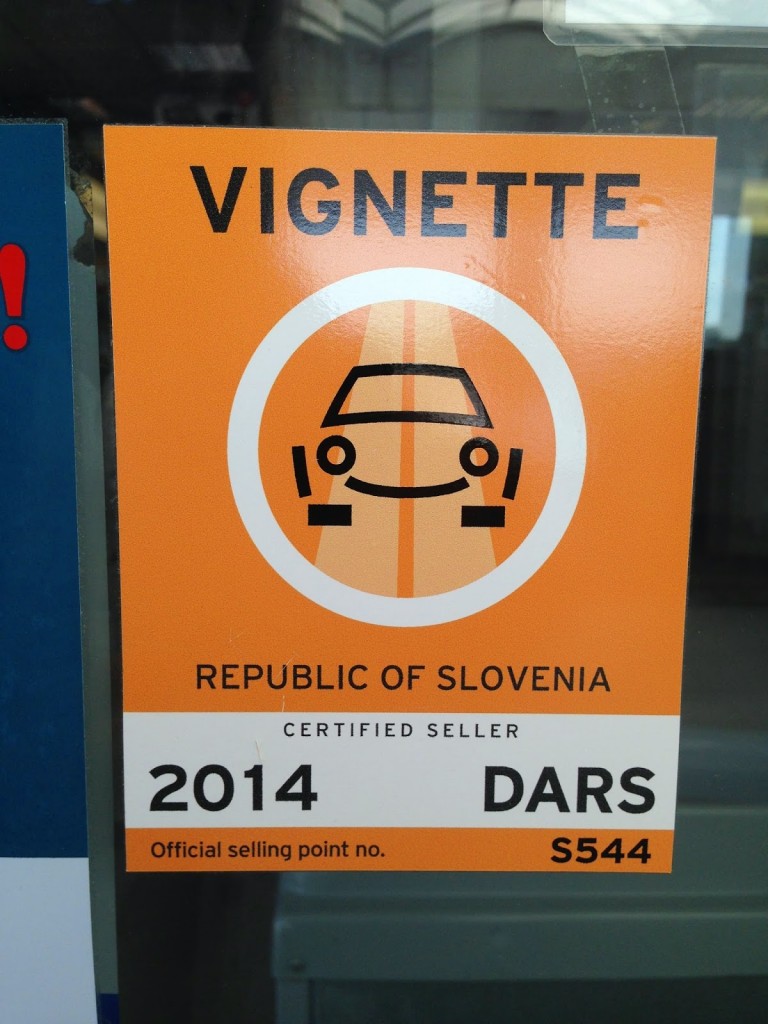 !
VIGNETTE
REPUBLIC OF SLOVENIA
CERTIFIED SELLER
2014 DARS
Official selling point no. S544